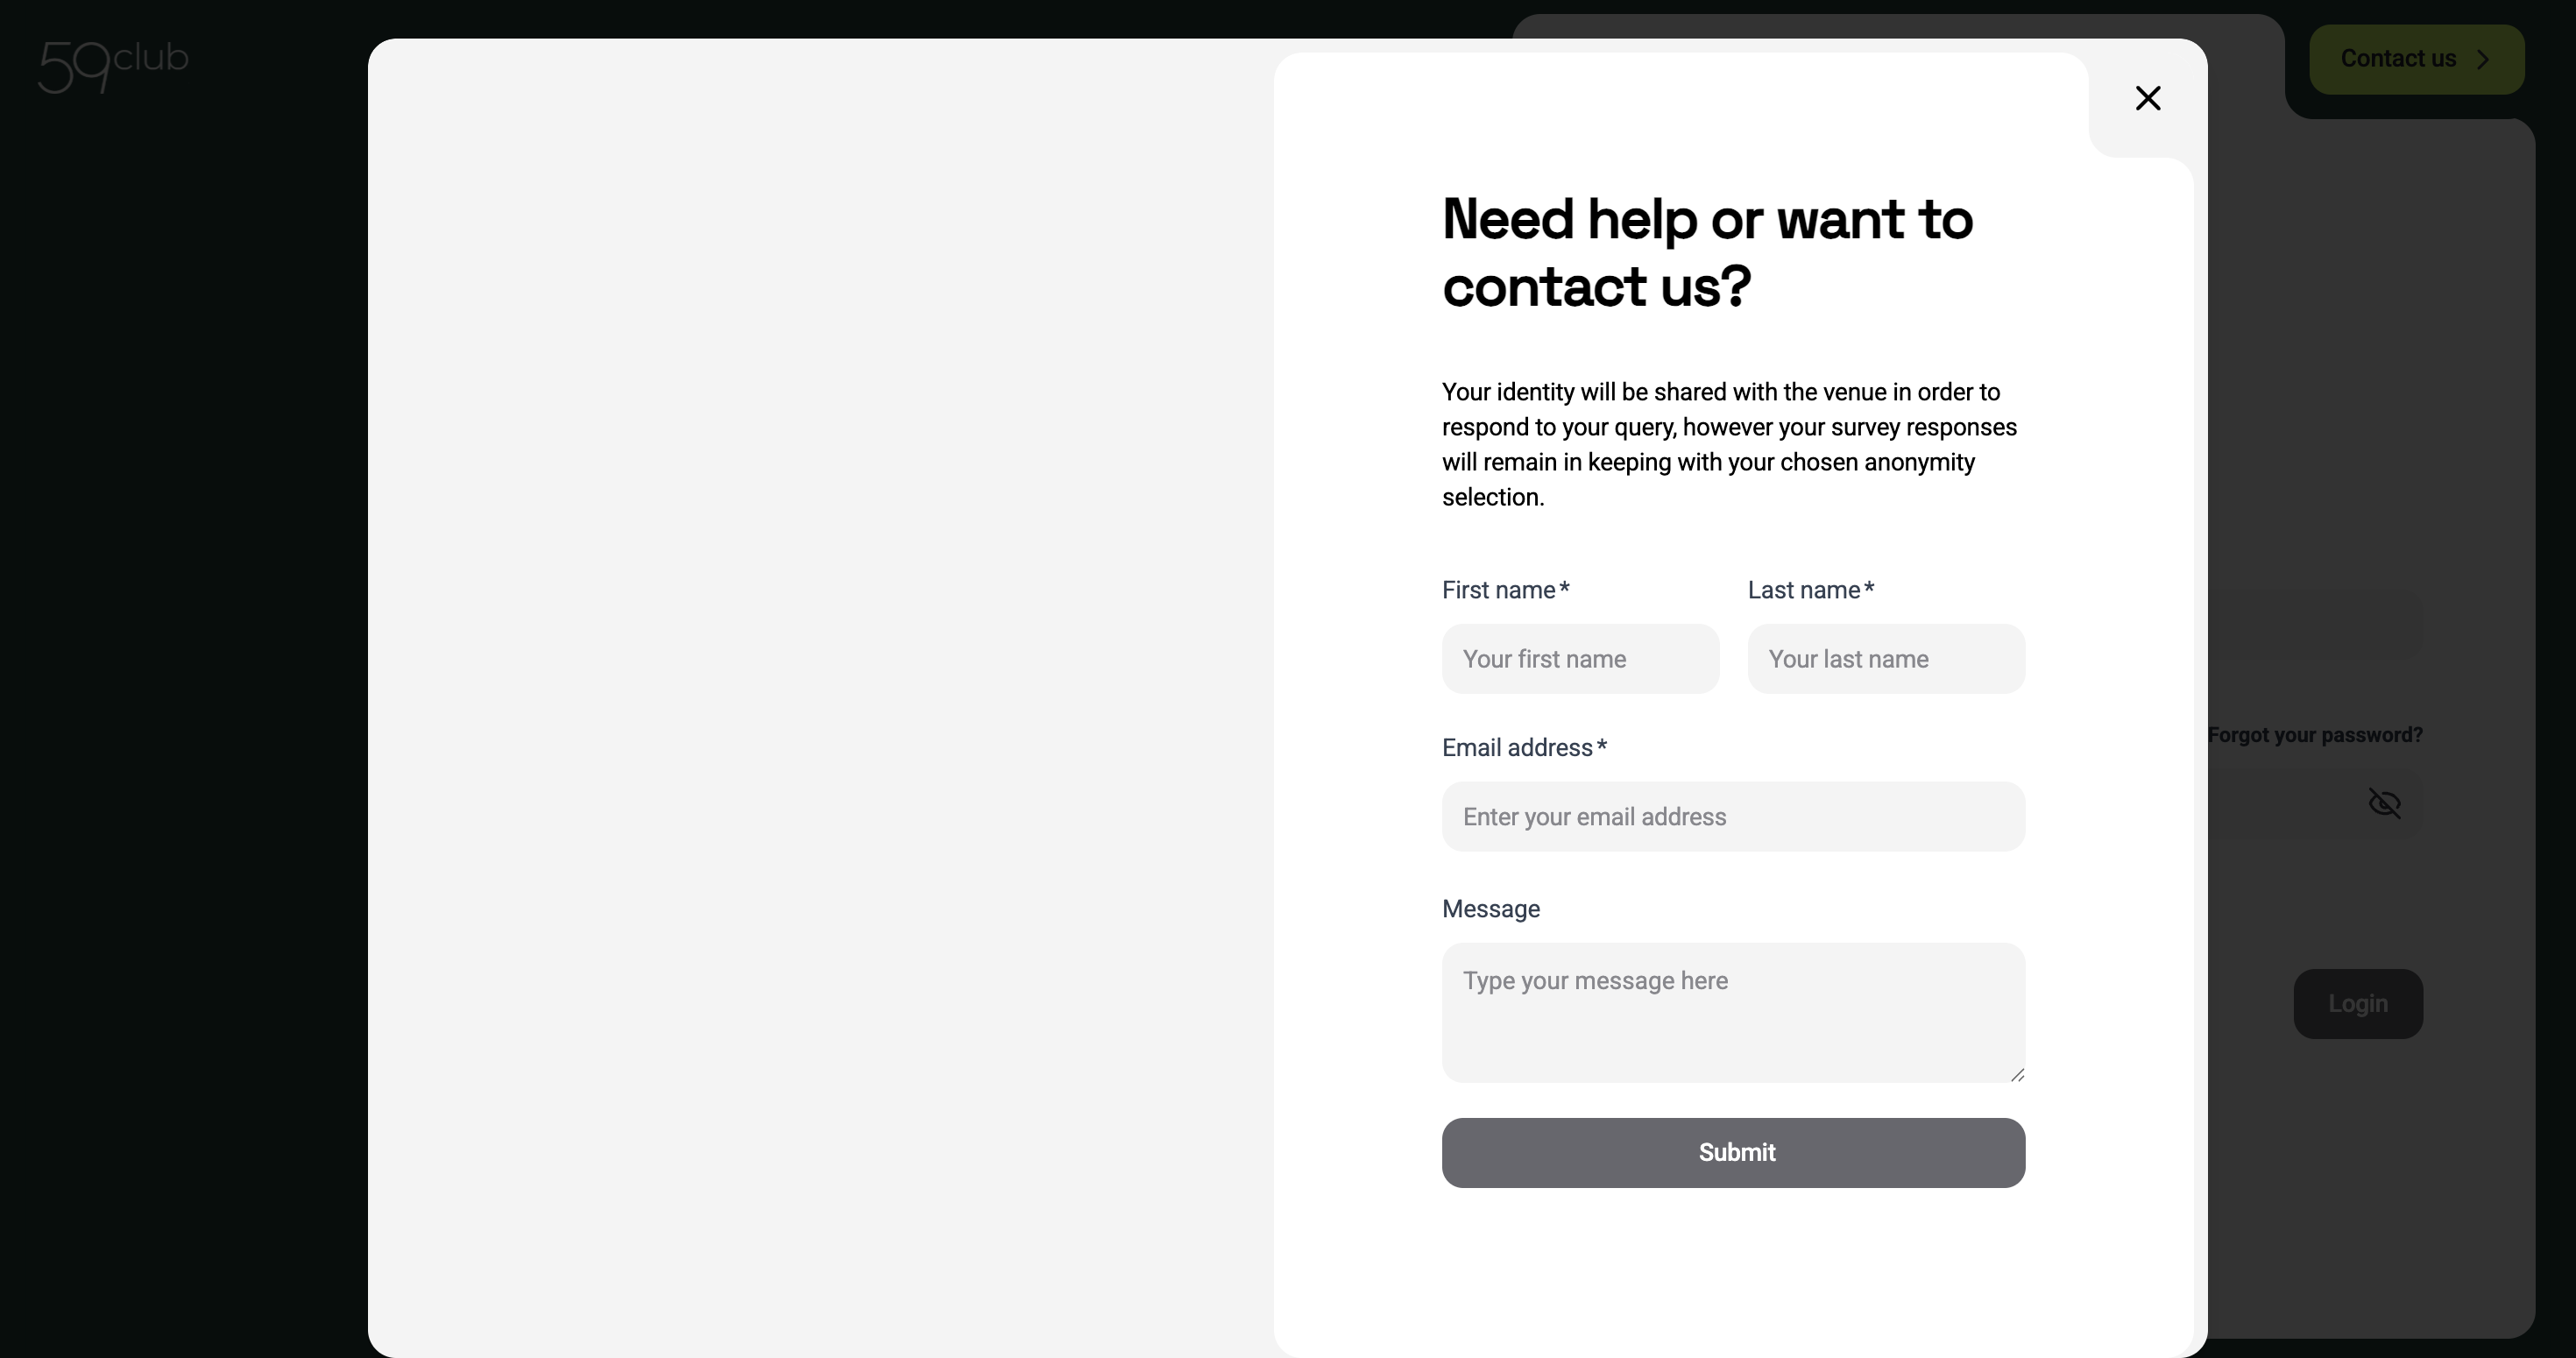 59club
Contact us
Need help or want to
contact us?
Your identity will be shared with the venue in order to
respond to your query, however your survey responses
will remain in keeping with your chosen anonymity
selection.
First name*
Last name*
Your first name
Your last name
Email address*
Enter your email address
Forgot your password?
Message
Type your message here
Login
Submit